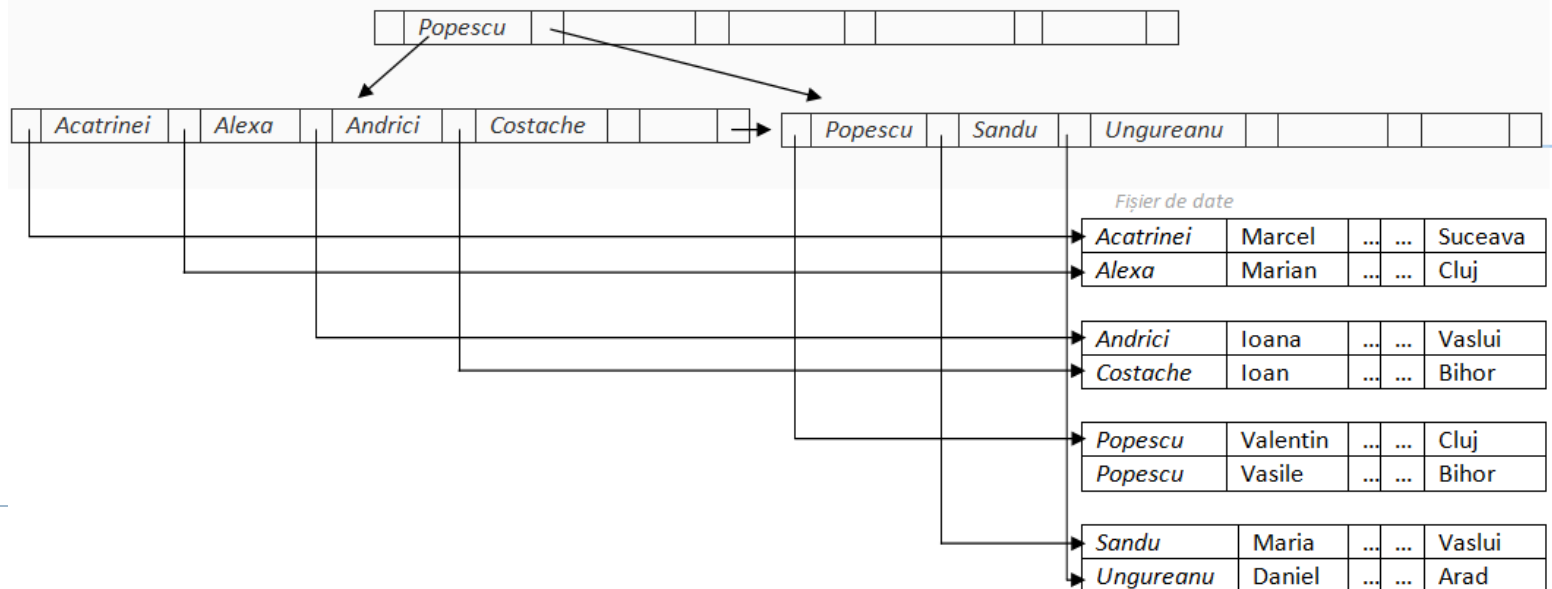 Popescu
Acatrinei Alexa Andrici Costache
Popescu Sandu Ungureanu
Fișier de date
Acatrinei Marcel ... ... Suceava
Alexa Marian ... ... Cluj
Andrici Ioana ... ... Vaslui
Costache Ioan ... ... Bihor
Popescu Valentin ... ... Cluj
Popescu Vasile ... ... Bihor
Sandu Maria ... ... Vaslui
Ungureanu Daniel ... ... Arad